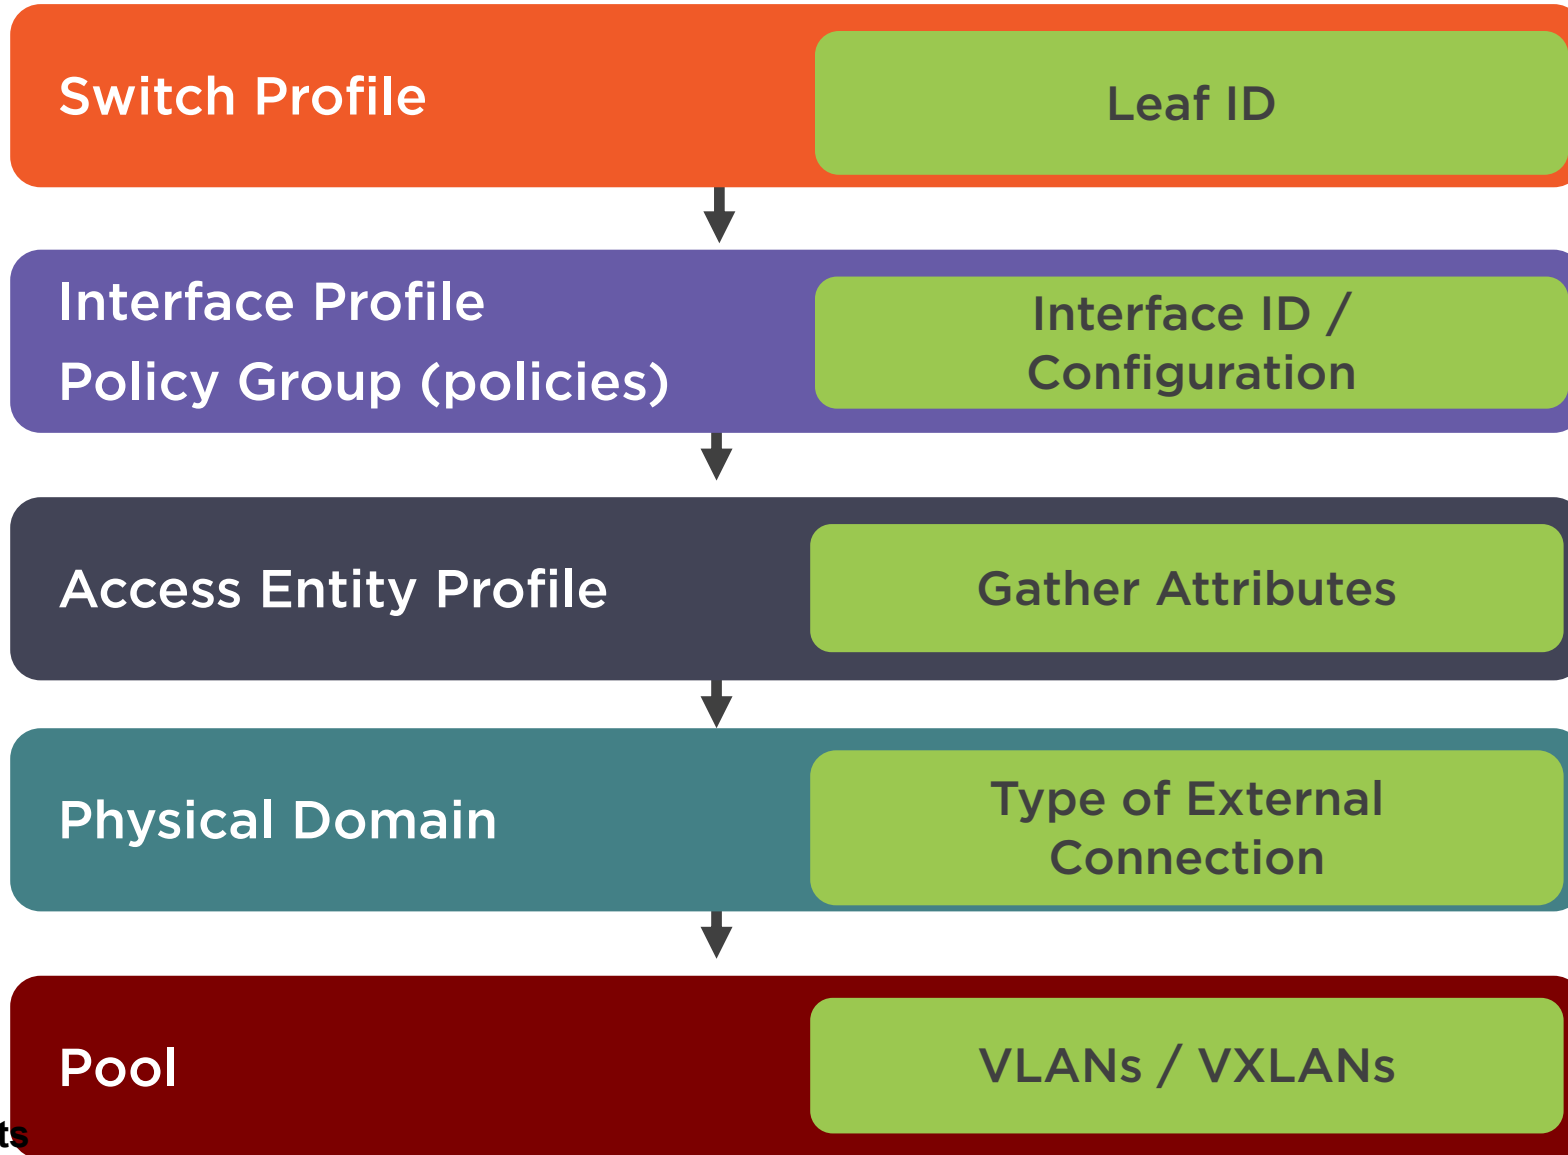 Switch Profile
Leaf ID
Interface Profile
Policy Group (policies)
Interface ID /
Configuration
Access Entity Profile
Gather Attributes
Physical Domain
Type of External
Connection
Pool
VLANs / VXLANs
ts